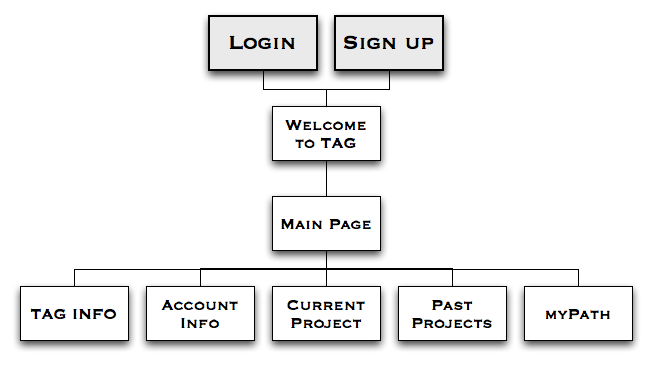 LOGIN
SIGN UP
WELCOME
TO TAG
MAIN PAGE
TAG INFO
ACCOUNT
INFO
CURRENT
PROJECT
PAST
PROJECTS
MYPATH